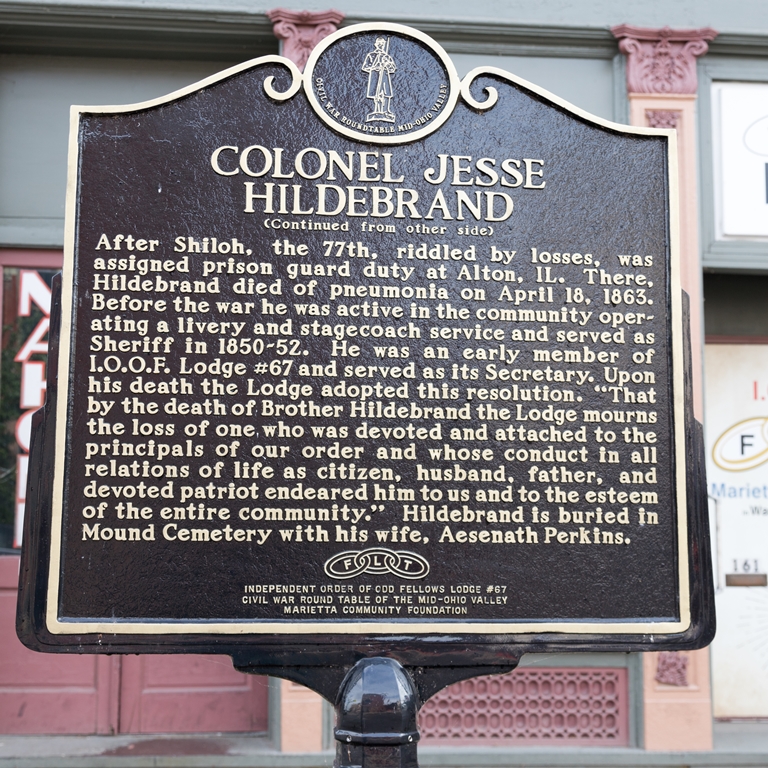 CIVIL WAR ROUNDTABLE MID-OHIO VALLEY
COLONEL JESSE
HILDEBRAND
(Continued from other side)
After Shiloh, the 77th, riddled by losses, was
assigned prison guard duty at Alton, IL. There,
Hildebrand died of pneumonia on April 18, 1863.
Before the war he was active in the community oper-
ating a livery and stagecoach service and served as
Sheriff in 1850-52. He was an early member of
I.O.O.F. Lodge #67 and served as its Secretary. Upon
his death the Lodge adopted this resolution. "That
by the death of Brother Hildebrand the Lodge mourns
the loss of one who was devoted and attached to the
principals of our order and whose conduct in all
relations of life as citizen, husband, father, and
devoted patriot endeared him to us and to the esteem
of the entire community." Hildebrand is buried in
Mound Cemetery with his wife, Aesenath Perkins.
F L T
INDEPENDENT ORDER OF ODD FELLOWS LODGE #67
CIVIL WAR ROUND TABLE OF THE MID-OHIO VALLEY
MARIETTA COMMUNITY FOUNDATION
F
161